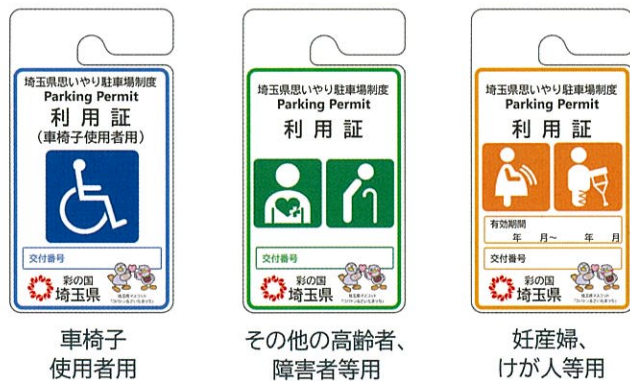 埼玉県思いやり駐車場制度
Parking Permit
利用証
(車椅子使用者用)
交付番号
彩の国
埼玉県
車椅子
使用者用
埼玉県思いやり駐車場制度
Parking Permit
利用証
交付番号
彩の国
埼玉県
その他の高齢者、
障害者等用
埼玉県思いやり駐車場制度
Parking Permit
利用証
有効期間
年 月~ 年 月
交付番号
彩の国
埼玉県
妊産婦、
けが人等用